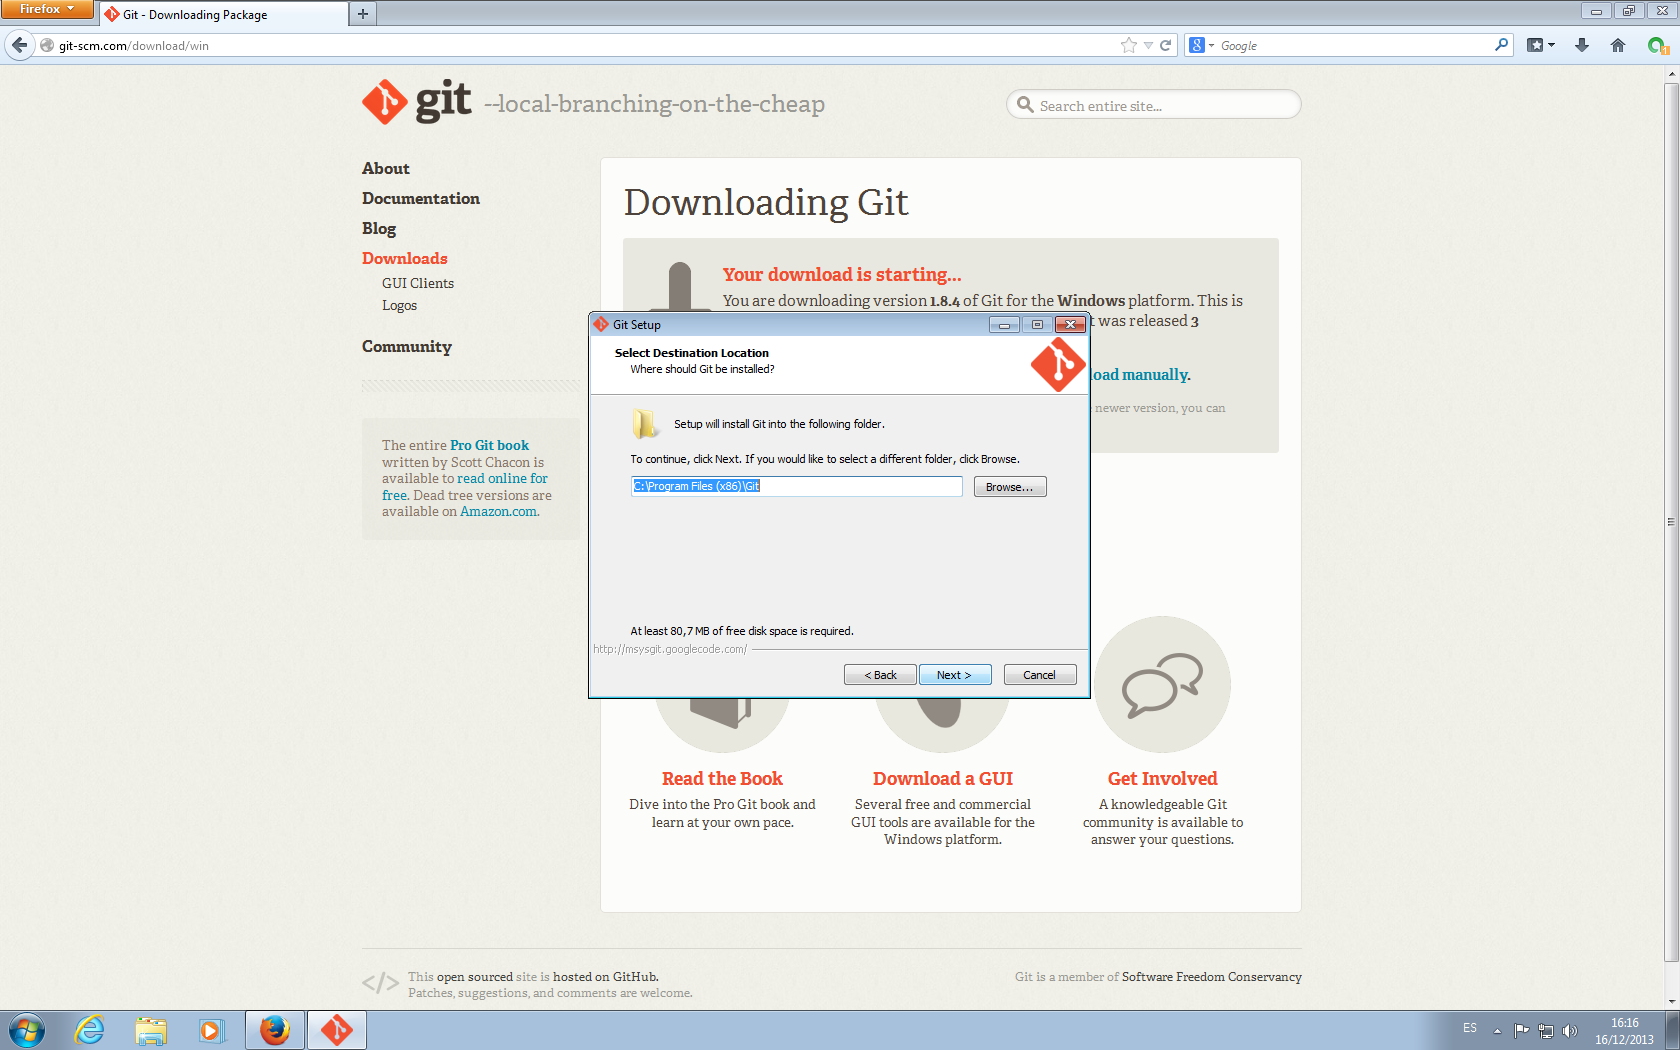 Firefox
Git - Downloading Package
git-scm.com/download/win
Google
git --local-branching-on-the-cheap
Search entire site...
About
Documentation
Blog
Downloads
GUI Clients
Logos
Community
The entire Pro Git book
written by Scott Chacon is
available to read online for
free. Dead tree versions are
available on Amazon.com.
Downloading Git
Your download is starting...
You are downloading version 1.8.4 of Git for the Windows platform. This is
t was released 3
load manually.
newer version, you can
Git Setup
Select Destination Location
Where should Git be installed?
Setup will install Git into the following folder.
To continue, click Next. If you would like to select a different folder, click Browse.
C:\Program Files (x86)\Git
Browse...
At least 80,7 MB of free disk space is required.
http://msysgit.googlecode.com/
< Back
Next >
Cancel
Read the Book
Dive into the Pro Git book and
learn at your own pace.
Download a GUI
Several free and commercial
GUI tools are available for the
Windows platform.
Get Involved
A knowledgeable Git
community is available to
answer your questions.
</> This open sourced site is hosted on GitHub.
Patches, suggestions, and comments are welcome.
Git is a member of Software Freedom Conservancy
ES
16:16
16/12/2013